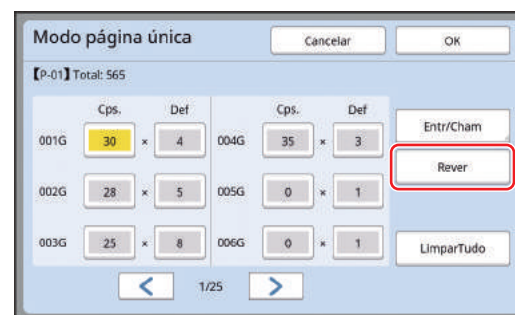 Modo página única
Cancelar
OK
【P-01】Total: 565
Cps. Def Cps. Def
001G 30 × 4 004G 35 × 3
Entr/Cham
Rever
002G 28 × 5 005G 0 × 1
003G 25 × 8 006G 0 × 1
LimparTudo
< 1/25 >